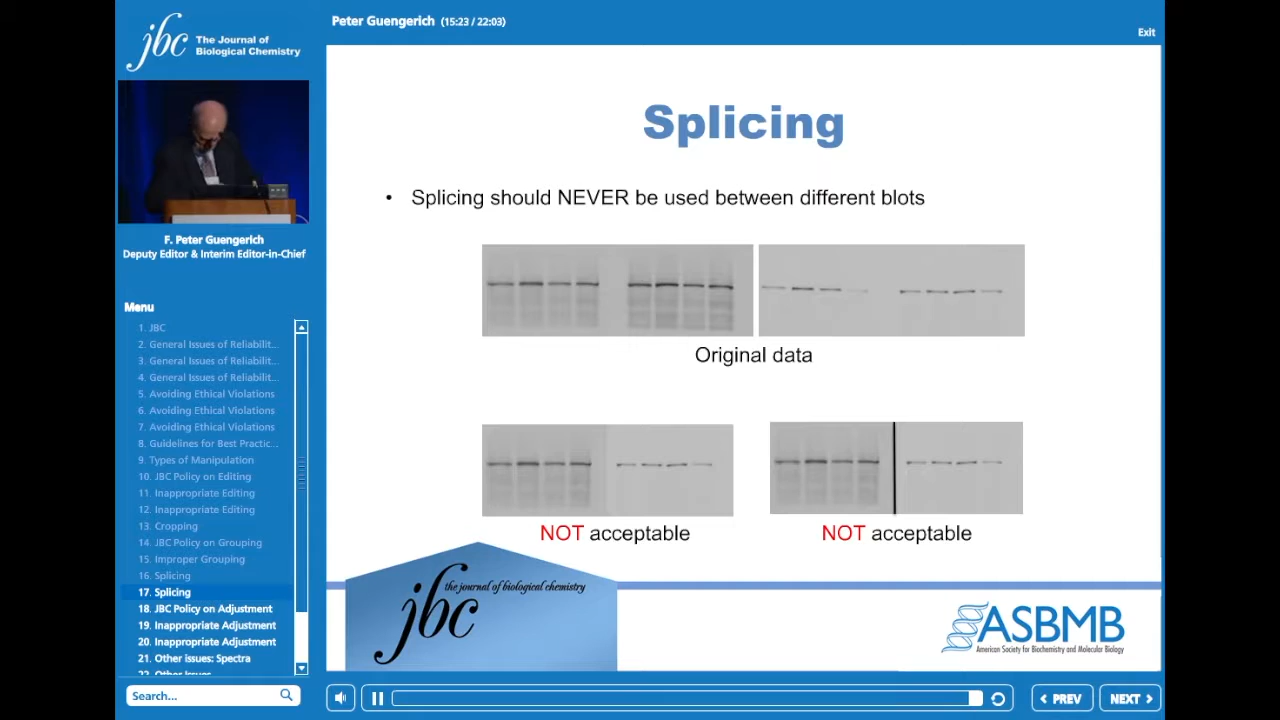 jbc
The Journal of
Biological Chemistry
Peter Guengerich (15:23 / 22:03)
Exit
F. Peter Guengerich
Deputy Editor & Interim Editor-in-Chief
Menu
1. JBC
2. General Issues of Reliabilit...
3. General Issues of Reliabilit...
4. General Issues of Reliabilit...
5. Avoiding Ethical Violations
6. Avoiding Ethical Violations
7. Avoiding Ethical Violations
8. Guidelines for Best Practic...
9. Types of Manipulation
10. JBC Policy on Editing
11. Inappropriate Editing
12. Inappropriate Editing
13. Cropping
14. JBC Policy on Grouping
15. Improper Grouping
16. Splicing
17. Splicing
18. JBC Policy on Adjustment
19. Inappropriate Adjustment
20. Inappropriate Adjustment
21. Other issues: Spectra
22. Other Issues
Search...
Splicing
• Splicing should NEVER be used between different blots
Original data
NOT acceptable
NOT acceptable
the journal of biological chemistry
jbc
ASBMB
American Society for Biochemistry and Molecular Biology
PREV
NEXT